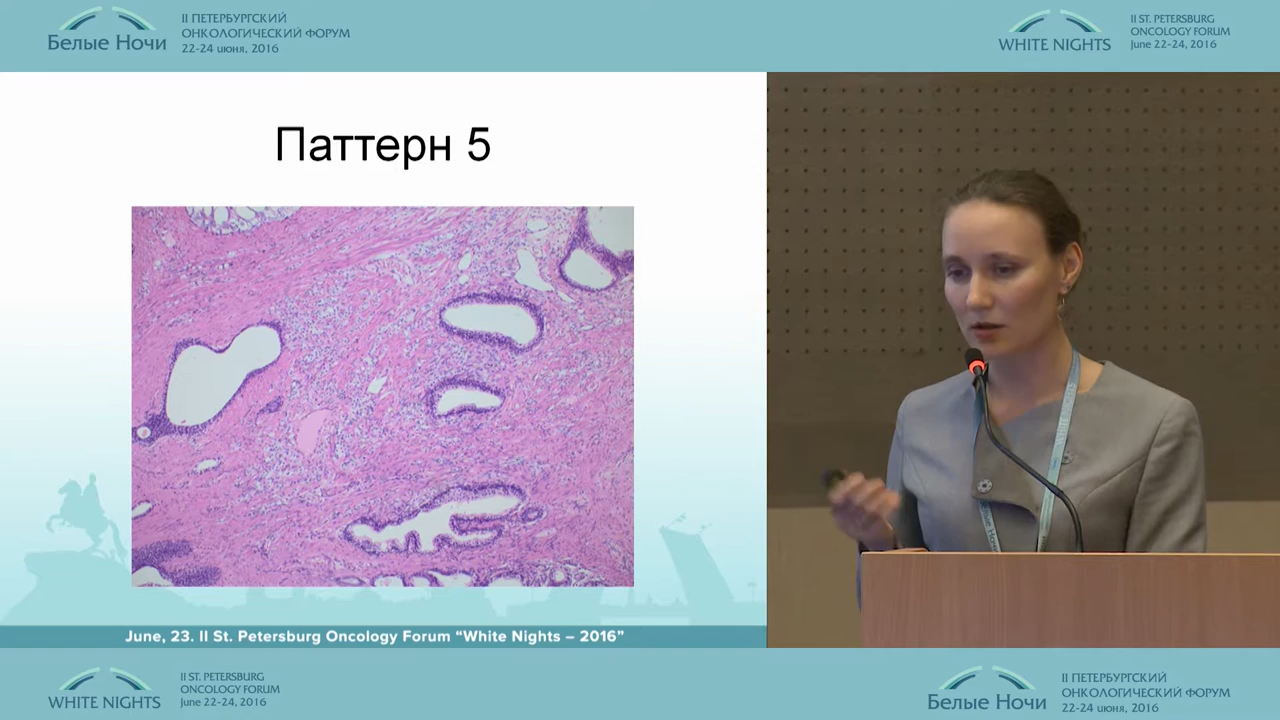 Белые Ночи
II ПЕТЕРБУРГСКИЙ
ОНКОЛОГИЧЕСКИЙ ФОРУМ
22-24 июня, 2016
WHITE NIGHTS
II ST. PETERSBURG
ONCOLOGY FORUM
June 22-24, 2016
Паттерн 5
June, 23. II St. Petersburg Oncology Forum “White Nights – 2016”
WHITE NIGHTS
II ST. PETERSBURG
ONCOLOGY FORUM
June 22-24, 2016
Белые Ночи
II ПЕТЕРБУРГСКИЙ
ОНКОЛОГИЧЕСКИЙ ФОРУМ
22-24 июня, 2016